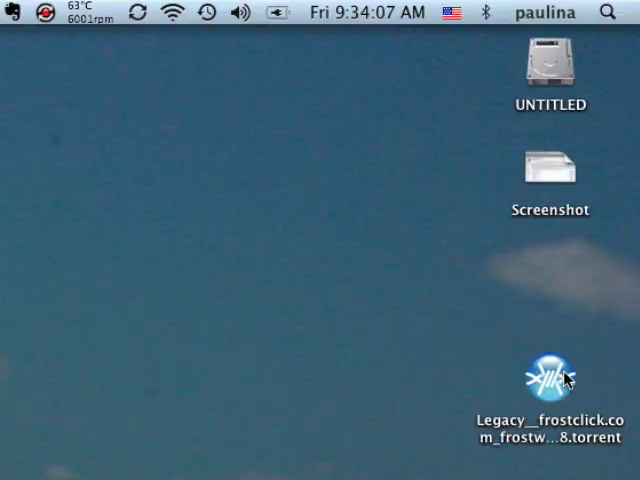 63°C
6001rpm
Fri 9:34:07 AM
paulina
UNTITLED
Screenshot
Legacy__frostclick.co
m_frostw...8.torrent